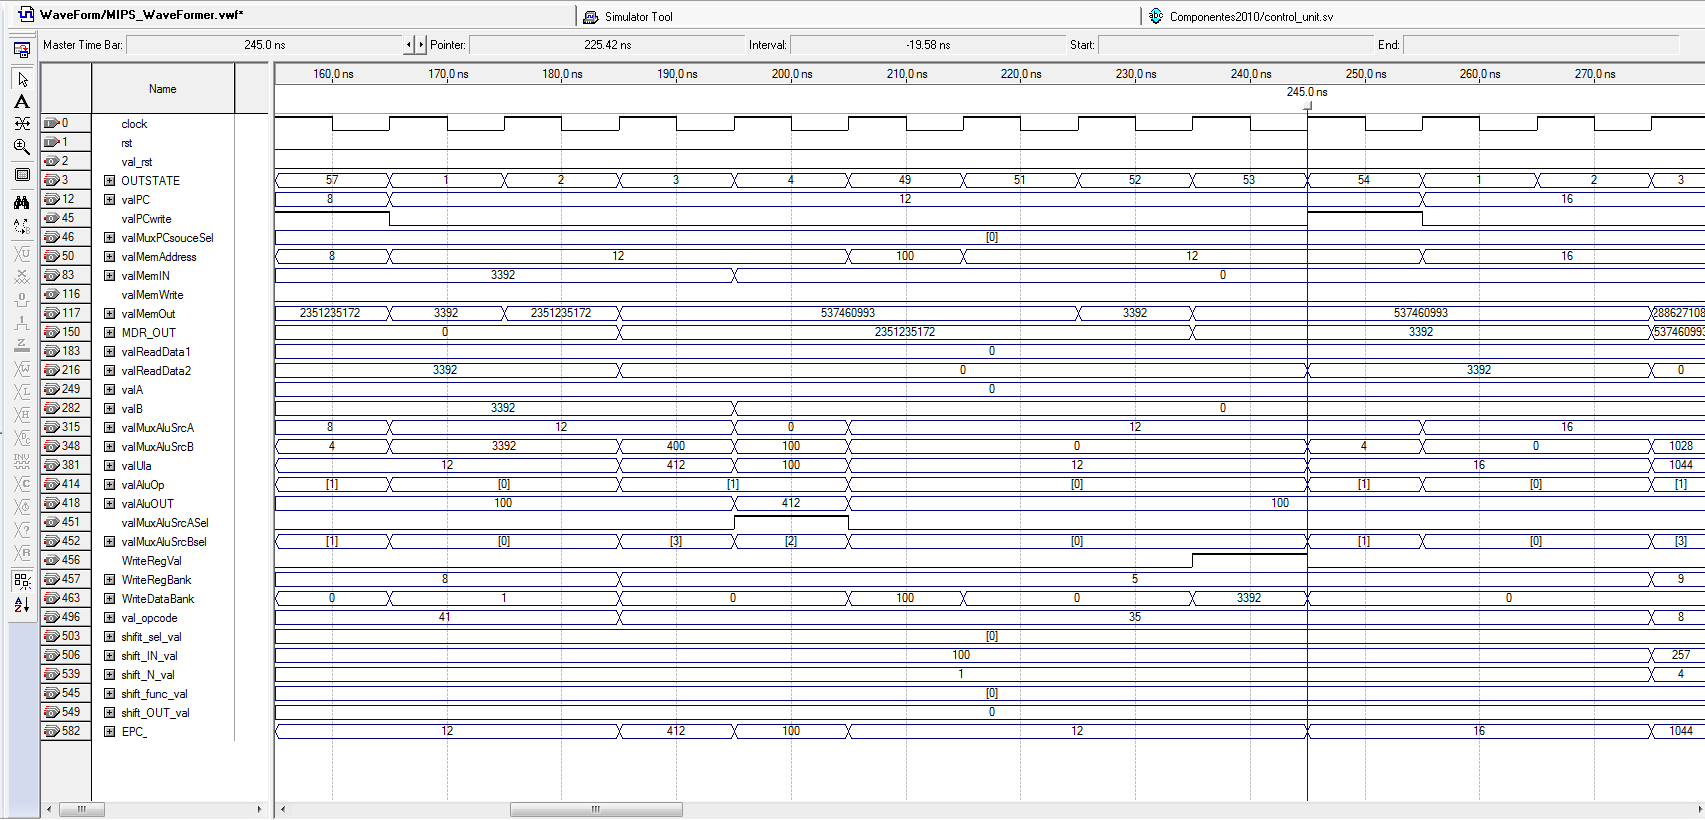 WaveForm/MIPS_WaveFormer.vwf* Simulator Tool Componentes2010/control_unit.sv
Master Time Bar: 245.0 ns Pointer: 225.42 ns Interval: -19.58 ns Start: End:
Name 160.0 ns 170.0 ns 180.0 ns 190.0 ns 200.0 ns 210.0 ns 220.0 ns 230.0 ns 240.0 ns 250.0 ns 260.0 ns 270.0 ns
245.0 ns
0 clock
1 rst
2 val_rst
3 OUTSTATE 57 1 2 3 4 49 51 52 53 54 1 2 3
12 valPC 8 12 16
45 valPCwrite
46 valMuxPCsouceSel [0]
50 valMemAddress 8 12 100 12 16
83 valMemIN 3392 0
116 valMemWrite
117 valMemOut 2351235172 3392 2351235172 537460993 3392 537460993 288627108
150 MDR_OUT 0 2351235172 3392 537460993
183 valReadData1 0
216 valReadData2 3392 0 3392 0
249 valA 0
282 valB 3392 0
315 valMuxAluSrcA 8 12 0 12 16
348 valMuxAluSrcB 4 3392 400 100 0 4 0 1028
381 valUla 12 412 100 12 16 1044
414 valAluOp [1] [0] [1] [0] [1] [0] [1]
418 valAluOUT 100 412 100
451 valMuxAluSrcASel
452 valMuxAluSrcBsel [1] [0] [3] [2] [0] [1] [0] [3]
456 WriteRegVal
457 WriteRegBank 8 5 9
463 WriteDataBank 0 1 0 100 0 3392 0
496 val_opcode 41 35 8
503 shifit_sel_val [0]
506 shift_IN_val 100 257
539 shift_N_val 1 4
545 shift_func_val [0]
549 shift_OUT_val 0
582 EPC_ 12 412 100 12 16 1044